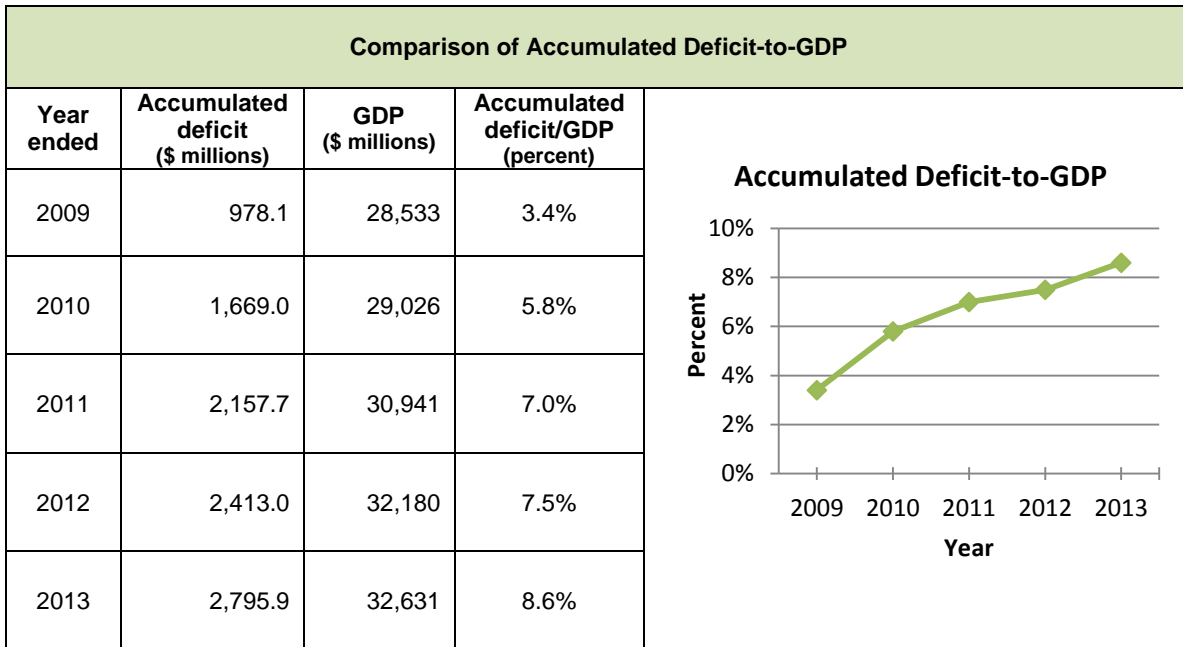 Comparison of Accumulated Deficit-to-GDP
Year ended
Accumulated deficit ($ millions)
GDP ($ millions)
Accumulated deficit/GDP (percent)
2009 978.1 28,533 3.4%
2010 1,669.0 29,026 5.8%
2011 2,157.7 30,941 7.0%
2012 2,413.0 32,180 7.5%
2013 2,795.9 32,631 8.6%
Accumulated Deficit-to-GDP
Percent
10%
8%
6%
4%
2%
0%
2009 2010 2011 2012 2013
Year